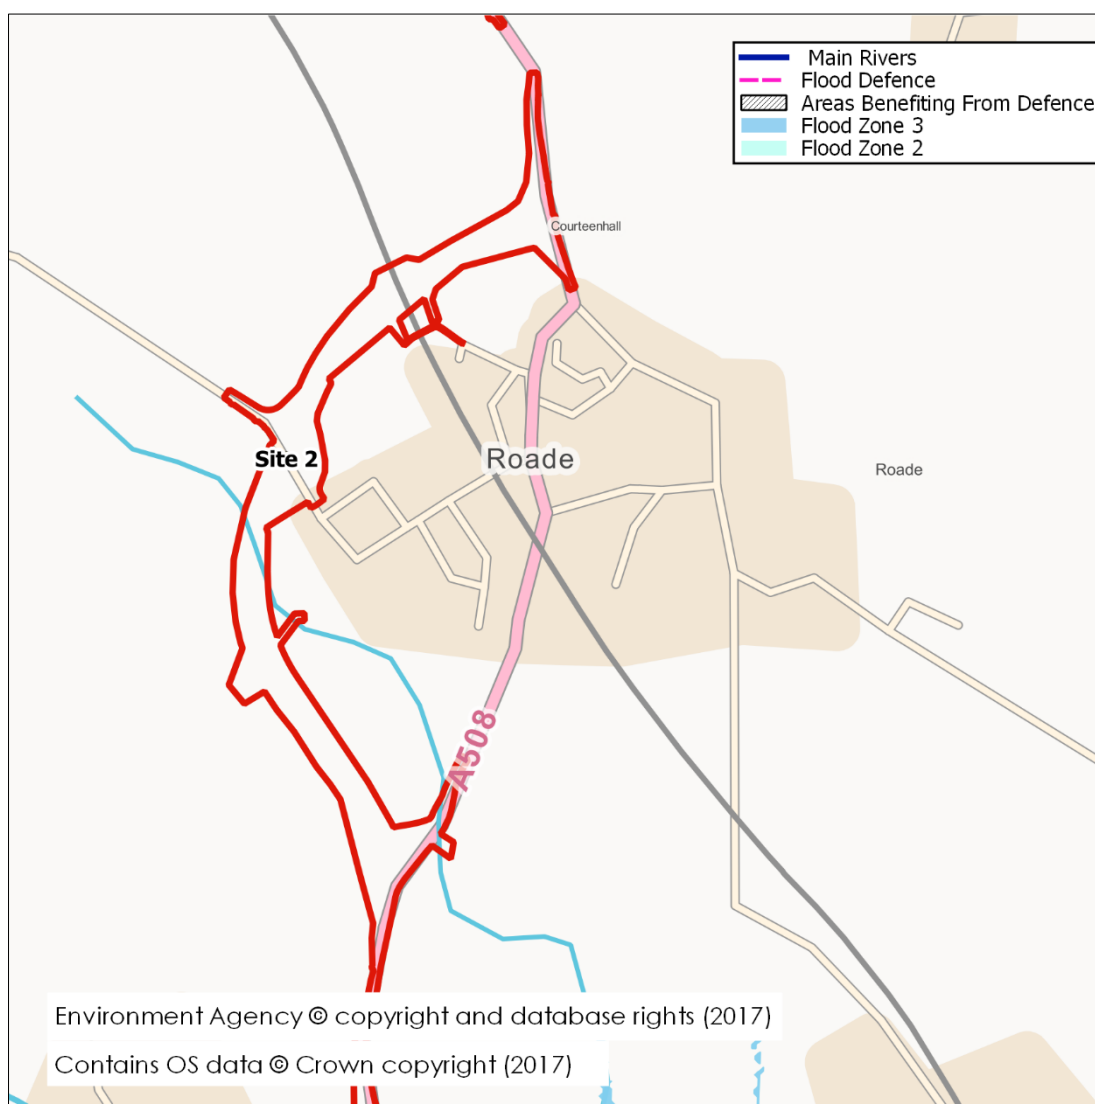 Main Rivers
Flood Defence
Areas Benefiting From Defence
Flood Zone 3
Flood Zone 2
Courteenhall
Site 2
Roade
Roade
A508
Environment Agency © copyright and database rights (2017)
Contains OS data © Crown copyright (2017)